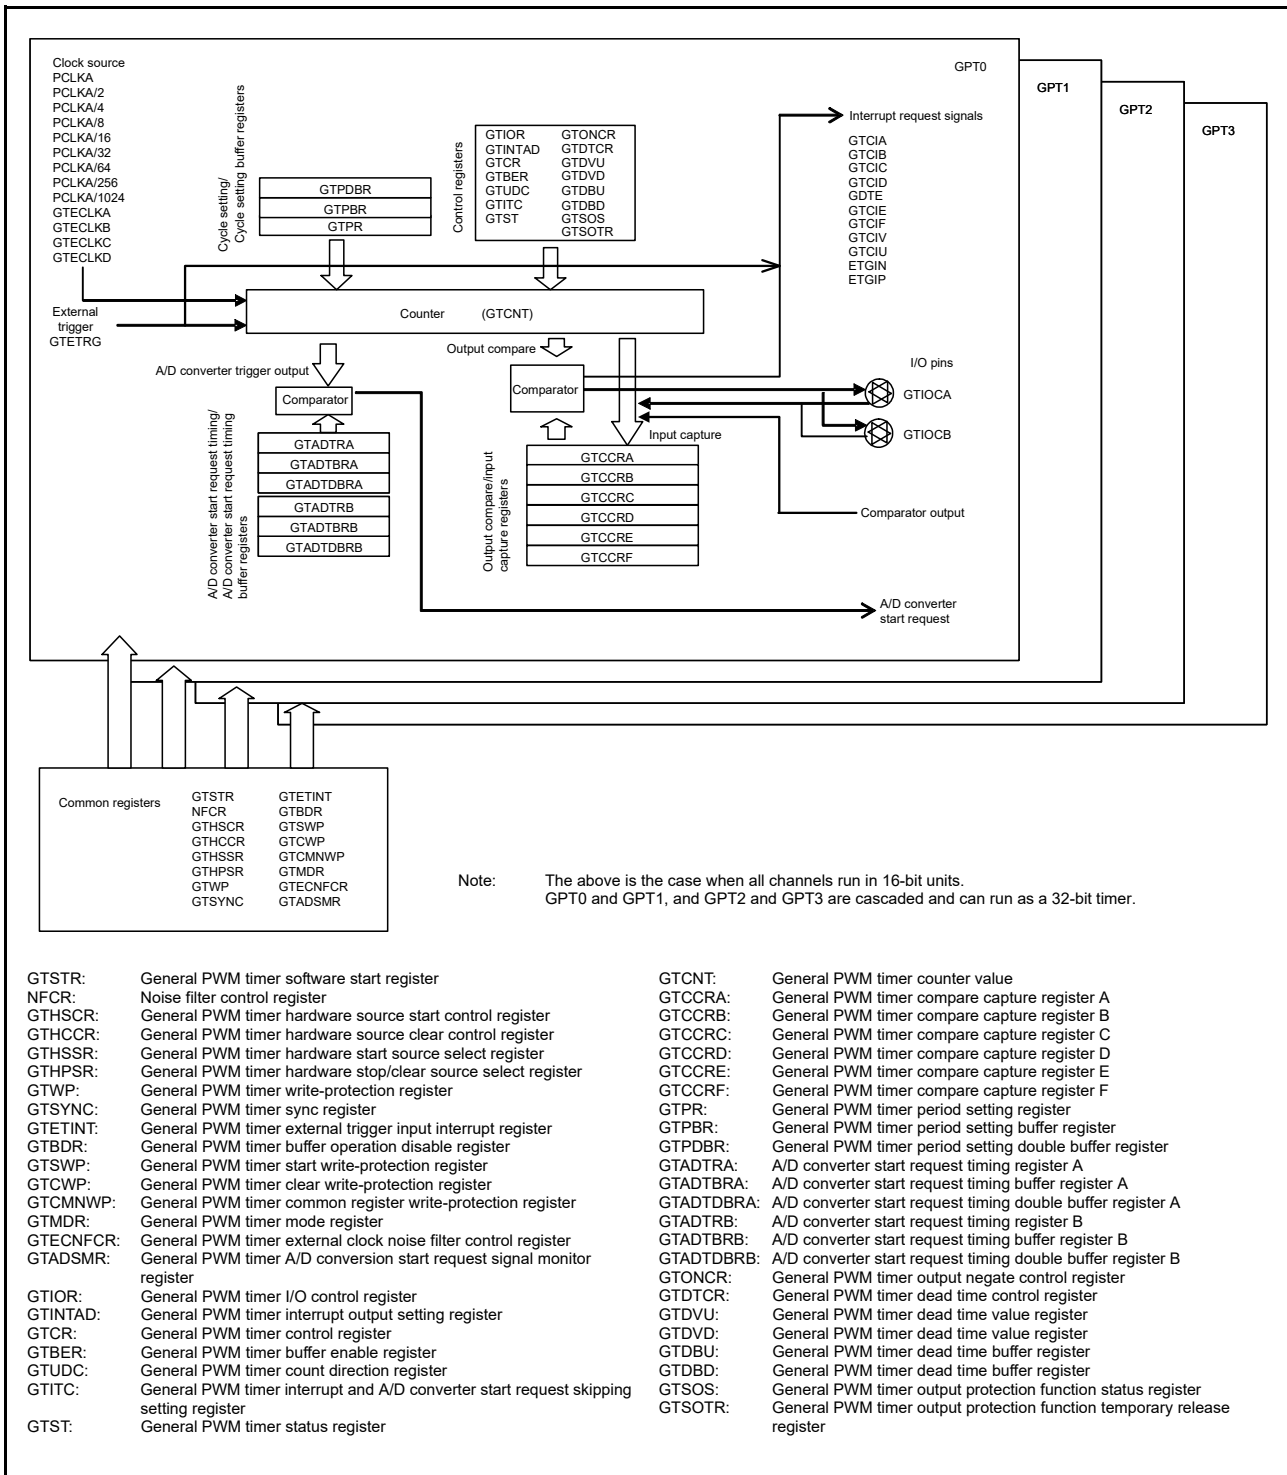 GPT0
GPT1
GPT2
GPT3
Clock source
PCLKA
PCLKA/2
PCLKA/4
PCLKA/8
PCLKA/16
PCLKA/32
PCLKA/64
PCLKA/256
PCLKA/1024
GTECLKA
GTECLKB
GTECLKC
GTECLKD
External
trigger
GTETRG
Cycle setting/
Cycle setting buffer registers
GTPDBR
GTPBR
GTPR
Control registers
GTIOR GTONCR
GTINTAD GTDTCR
GTCR GTDVU
GTBER GTDVD
GTUDC GTDBU
GTITC GTDBD
GTST GTSOS
GTSOTR
Interrupt request signals
GTCIA
GTCIB
GTCIC
GTCID
GDTE
GTCIE
GTCIF
GTCIV
GTCIU
ETGIN
ETGIP
Counter (GTCNT)
A/D converter trigger output
Comparator
Output compare
Comparator
Input capture
I/O pins
GTIOCA
GTIOCB
A/D converter start request timing/
A/D converter start request timing
buffer registers
GTADTRA
GTADTBRA
GTADTDBRA
GTADTRB
GTADTBRB
GTADTDBRB
Output compare/input
capture registers
GTCCRA
GTCCRB
GTCCRC
GTCCRD
GTCCRE
GTCCRF
Comparator output
A/D converter
start request
Common registers
GTSTR GTETINT
NFCR GTBDR
GTHSCR GTSWP
GTHCCR GTCWP
GTHSSR GTCMNWP
GTHPSR GTMDR
GTWP GTECNFCR
GTSYNC GTADSMR
Note: The above is the case when all channels run in 16-bit units.
GPT0 and GPT1, and GPT2 and GPT3 are cascaded and can run as a 32-bit timer.
GTSTR: General PWM timer software start register
NFCR: Noise filter control register
GTHSCR: General PWM timer hardware source start control register
GTHCCR: General PWM timer hardware source clear control register
GTHSSR: General PWM timer hardware start source select register
GTHPSR: General PWM timer hardware stop/clear source select register
GTWP: General PWM timer write-protection register
GTSYNC: General PWM timer sync register
GTETINT: General PWM timer external trigger input interrupt register
GTBDR: General PWM timer buffer operation disable register
GTSWP: General PWM timer start write-protection register
GTCWP: General PWM timer clear write-protection register
GTCMNWP: General PWM timer common register write-protection register
GTMDR: General PWM timer mode register
GTECNFCR: General PWM timer external clock noise filter control register
GTADSMR: General PWM timer A/D conversion start request signal monitor
register
GTIOR: General PWM timer I/O control register
GTINTAD: General PWM timer interrupt output setting register
GTCR: General PWM timer control register
GTBER: General PWM timer buffer enable register
GTUDC: General PWM timer count direction register
GTITC: General PWM timer interrupt and A/D converter start request skipping
setting register
GTST: General PWM timer status register
GTCNT: General PWM timer counter value
GTCCRA: General PWM timer compare capture register A
GTCCRB: General PWM timer compare capture register B
GTCCRC: General PWM timer compare capture register C
GTCCRD: General PWM timer compare capture register D
GTCCRE: General PWM timer compare capture register E
GTCCRF: General PWM timer compare capture register F
GTPR: General PWM timer period setting register
GTPBR: General PWM timer period setting buffer register
GTPDBR: General PWM timer period setting double buffer register
GTADTRA: A/D converter start request timing register A
GTADTBRA: A/D converter start request timing buffer register A
GTADTDBRA: A/D converter start request timing double buffer register A
GTADTRB: A/D converter start request timing register B
GTADTBRB: A/D converter start request timing buffer register B
GTADTDBRB: A/D converter start request timing double buffer register B
GTONCR: General PWM timer output negate control register
GTDTCR: General PWM timer dead time control register
GTDVU: General PWM timer dead time value register
GTDVD: General PWM timer dead time value register
GTDBU: General PWM timer dead time buffer register
GTDBD: General PWM timer dead time buffer register
GTSOS: General PWM timer output protection function status register
GTSOTR: General PWM timer output protection function temporary release
register